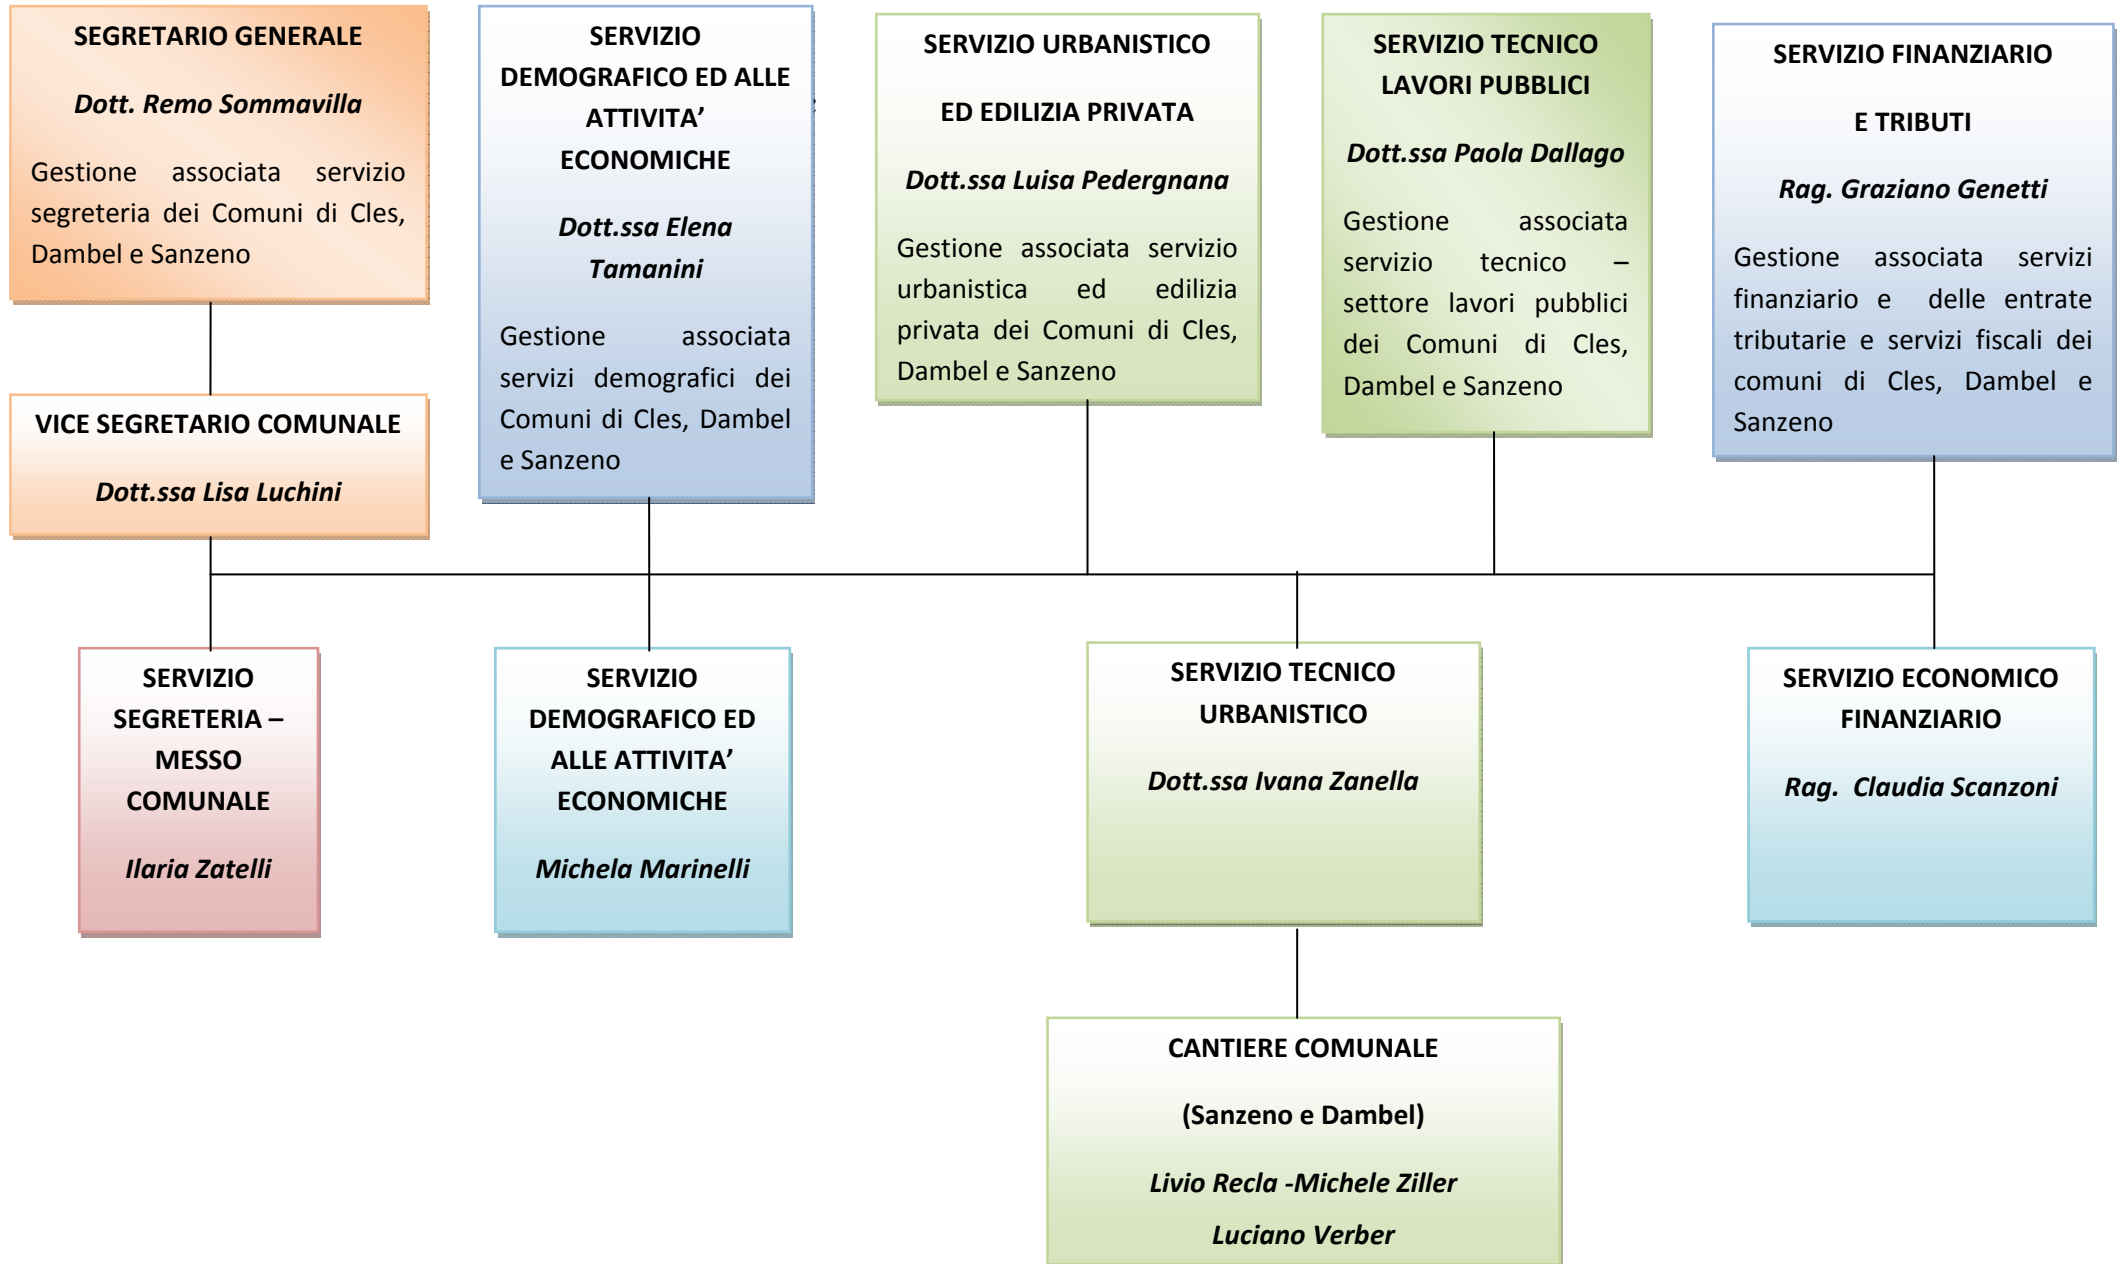 SEGRETARIO GENERALE
Dott. Remo Sommavilla
Gestione associata servizio
segreteria dei Comuni di Cles,
Dambel e Sanzeno
VICE SEGRETARIO COMUNALE
Dott.ssa Lisa Luchini
SERVIZIO
DEMOGRAFICO ED ALLE
ATTIVITA’
ECONOMICHE
Dott.ssa Elena
Tamanini
Gestione associata
servizi demografici dei
Comuni di Cles, Dambel
e Sanzeno
SERVIZIO URBANISTICO
ED EDILIZIA PRIVATA
Dott.ssa Luisa Pedergnana
Gestione associata servizio
urbanistica ed edilizia
privata dei Comuni di Cles,
Dambel e Sanzeno
SERVIZIO TECNICO
LAVORI PUBBLICI
Dott.ssa Paola Dallago
Gestione associata
servizio tecnico –
settore lavori pubblici
dei Comuni di Cles,
Dambel e Sanzeno
SERVIZIO FINANZIARIO
E TRIBUTI
Rag. Graziano Genetti
Gestione associata servizi
finanziario e delle entrate
tributarie e servizi fiscali dei
comuni di Cles, Dambel e
Sanzeno
SERVIZIO
SEGRETERIA –
MESSO
COMUNALE
Ilaria Zatelli
SERVIZIO
DEMOGRAFICO ED
ALLE ATTIVITA’
ECONOMICHE
Michela Marinelli
SERVIZIO TECNICO
URBANISTICO
Dott.ssa Ivana Zanella
SERVIZIO ECONOMICO
FINANZIARIO
Rag. Claudia Scanzoni
CANTIERE COMUNALE
(Sanzeno e Dambel)
Livio Recla -Michele Ziller
Luciano Verber